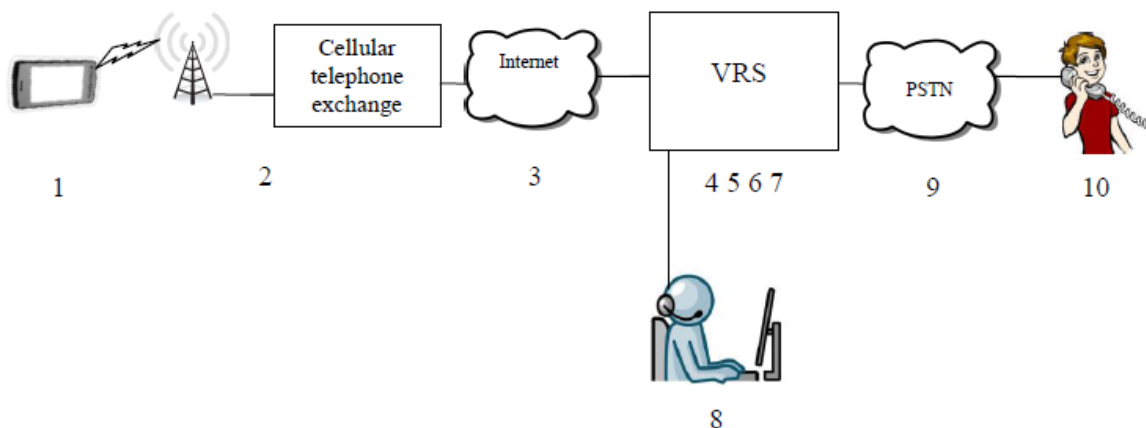 Cellular
telephone
exchange
Internet
VRS
PSTN
1
2
3
4 5 6 7
9
10
8